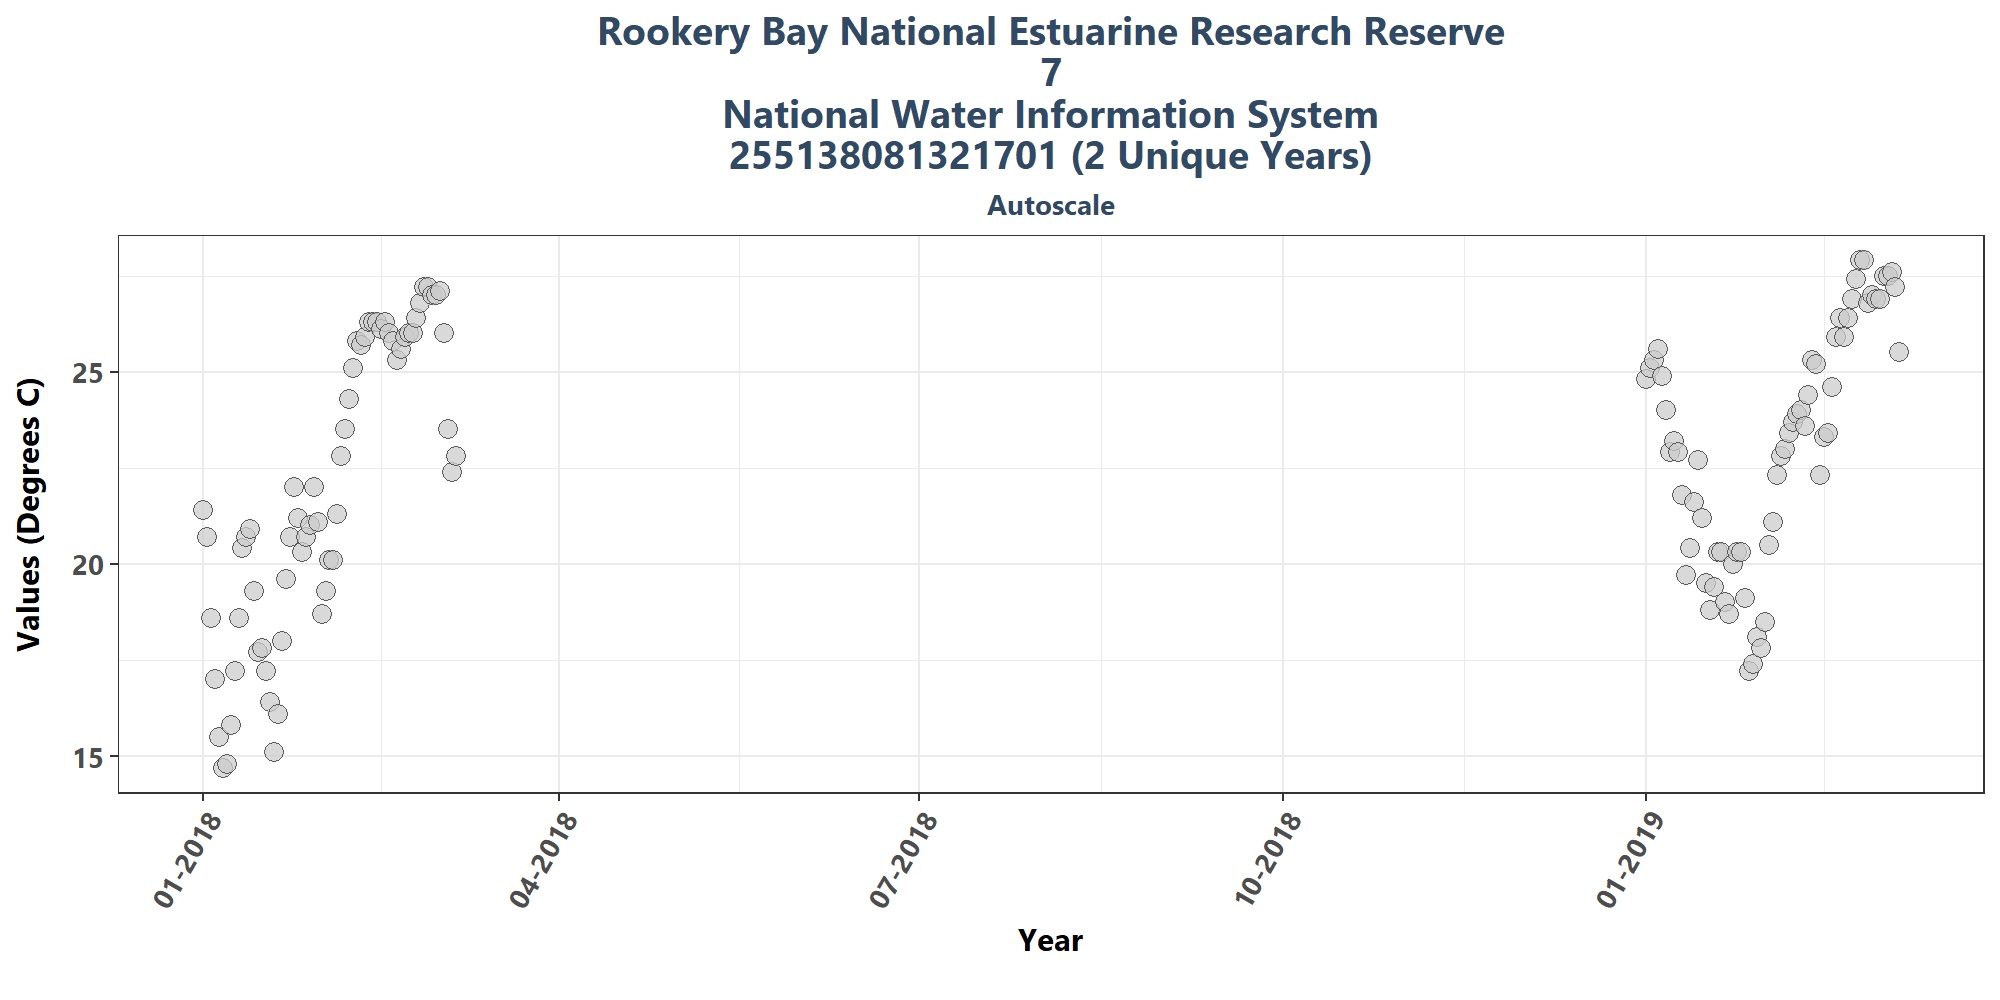 Rookery Bay National Estuarine Research Reserve
7
National Water Information System
255138081321701 (2 Unique Years)
Autoscale
Values (Degrees C)
25
20
15
01-2018
04-2018
07-2018
10-2018
01-2019
Year